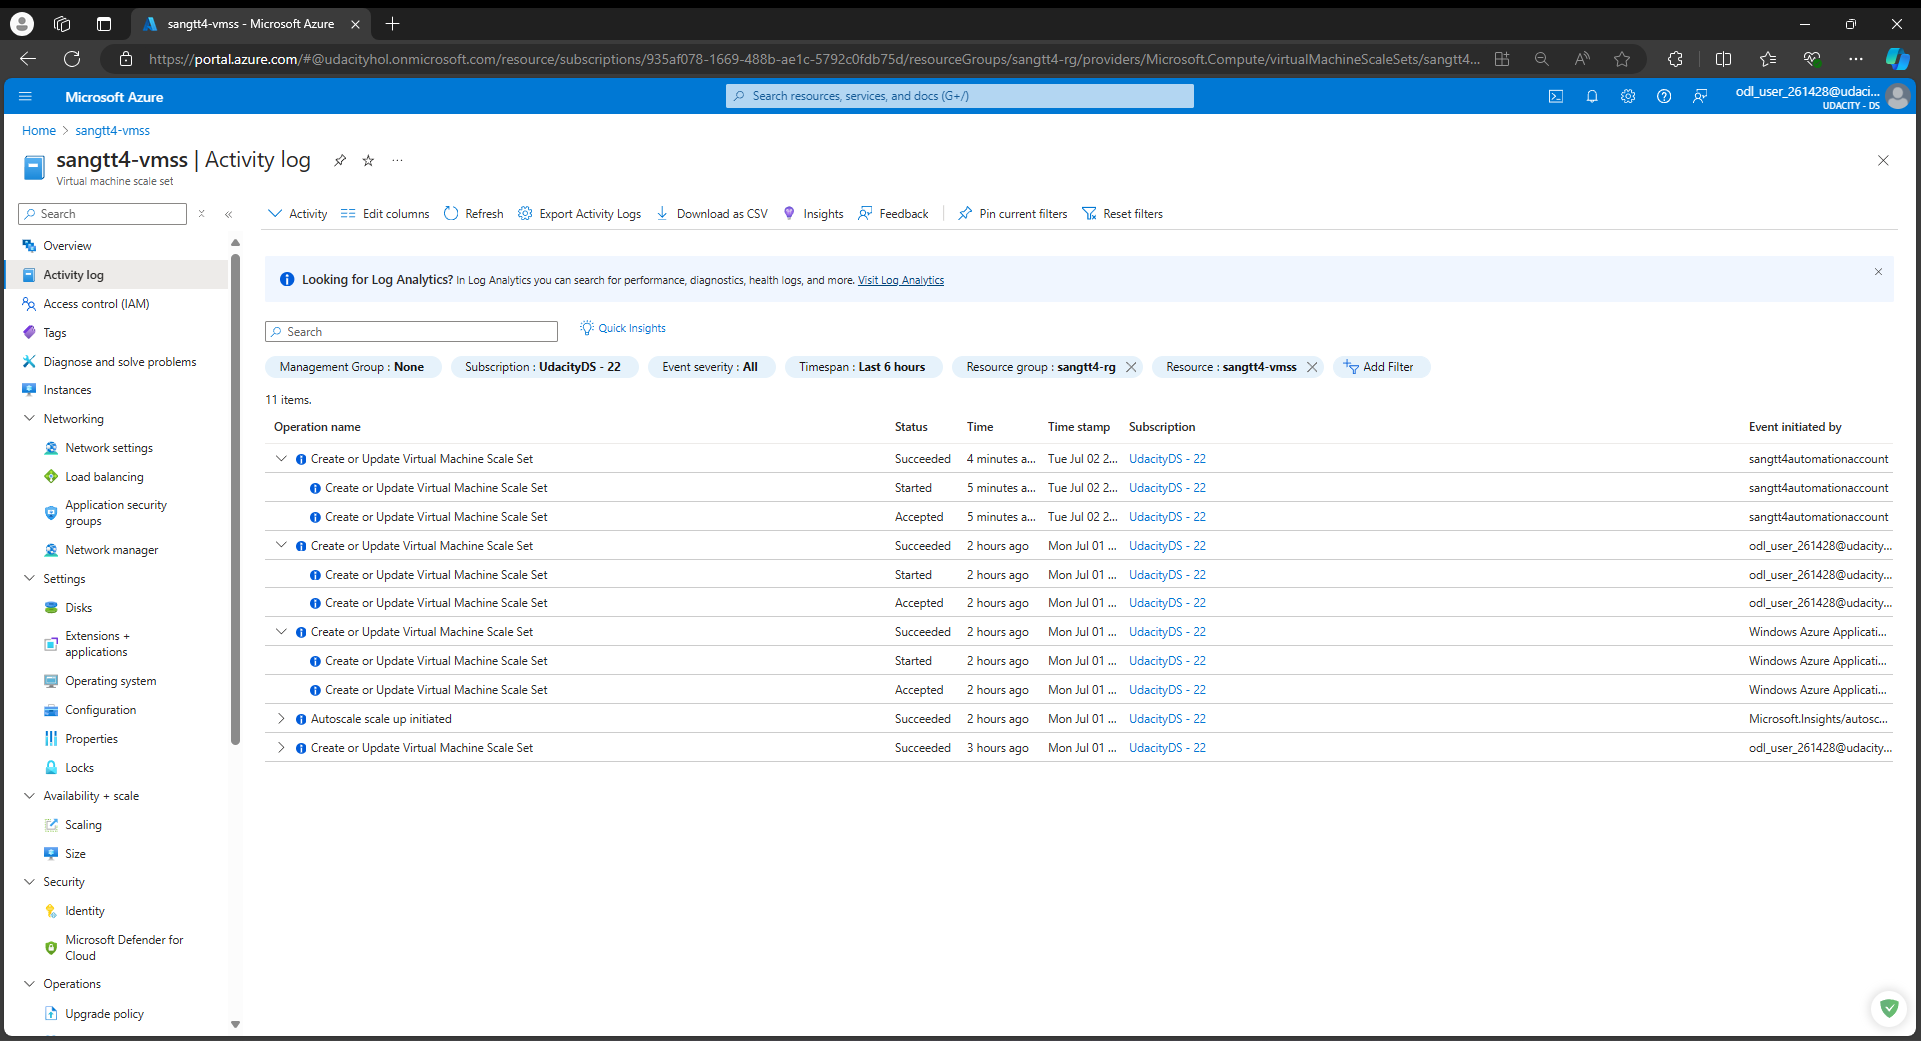 sangtt4-vmss - Microsoft Azure
https://portal.azure.com/#@udacityhol.onmicrosoft.com/resource/subscriptions/935af078-1669-488b-ae1c-5792c0fdb75d/resourceGroups/sangtt4-rg/providers/Microsoft.Compute/virtualMachineScaleSets/sangtt4...
Microsoft Azure
Search resources, services, and docs (G+/)
odl_user_261428@udaci...
UDACITY - DS
Home > sangtt4-vmss
sangtt4-vmss | Activity log
Virtual machine scale set
Search
Overview
Activity log
Access control (IAM)
Tags
Diagnose and solve problems
Instances
Networking
Network settings
Load balancing
Application security
groups
Network manager
Settings
Disks
Extensions +
applications
Operating system
Configuration
Properties
Locks
Availability + scale
Scaling
Size
Security
Identity
Microsoft Defender for
Cloud
Operations
Upgrade policy
Activity Edit columns Refresh Export Activity Logs Download as CSV Insights Feedback Pin current filters Reset filters
Looking for Log Analytics? In Log Analytics you can search for performance, diagnostics, health logs, and more. Visit Log Analytics
Search Quick Insights
Management Group : None Subscription : UdacityDS - 22 Event severity : All Timespan : Last 6 hours Resource group : sangtt4-rg Resource : sangtt4-vmss Add Filter
11 items.
Operation name Status Time Time stamp Subscription Event initiated by
Create or Update Virtual Machine Scale Set Succeeded 4 minutes a... Tue Jul 02 2... UdacityDS - 22 sangtt4automationaccount
Create or Update Virtual Machine Scale Set Started 5 minutes a... Tue Jul 02 2... UdacityDS - 22 sangtt4automationaccount
Create or Update Virtual Machine Scale Set Accepted 5 minutes a... Tue Jul 02 2... UdacityDS - 22 sangtt4automationaccount
Create or Update Virtual Machine Scale Set Succeeded 2 hours ago Mon Jul 01 ... UdacityDS - 22 odl_user_261428@udacity...
Create or Update Virtual Machine Scale Set Started 2 hours ago Mon Jul 01 ... UdacityDS - 22 odl_user_261428@udacity...
Create or Update Virtual Machine Scale Set Accepted 2 hours ago Mon Jul 01 ... UdacityDS - 22 odl_user_261428@udacity...
Create or Update Virtual Machine Scale Set Succeeded 2 hours ago Mon Jul 01 ... UdacityDS - 22 Windows Azure Applicati...
Create or Update Virtual Machine Scale Set Started 2 hours ago Mon Jul 01 ... UdacityDS - 22 Windows Azure Applicati...
Create or Update Virtual Machine Scale Set Accepted 2 hours ago Mon Jul 01 ... UdacityDS - 22 Windows Azure Applicati...
Autoscale scale up initiated Succeeded 2 hours ago Mon Jul 01 ... UdacityDS - 22 Microsoft.Insights/autosc...
Create or Update Virtual Machine Scale Set Succeeded 3 hours ago Mon Jul 01 ... UdacityDS - 22 odl_user_261428@udacity...